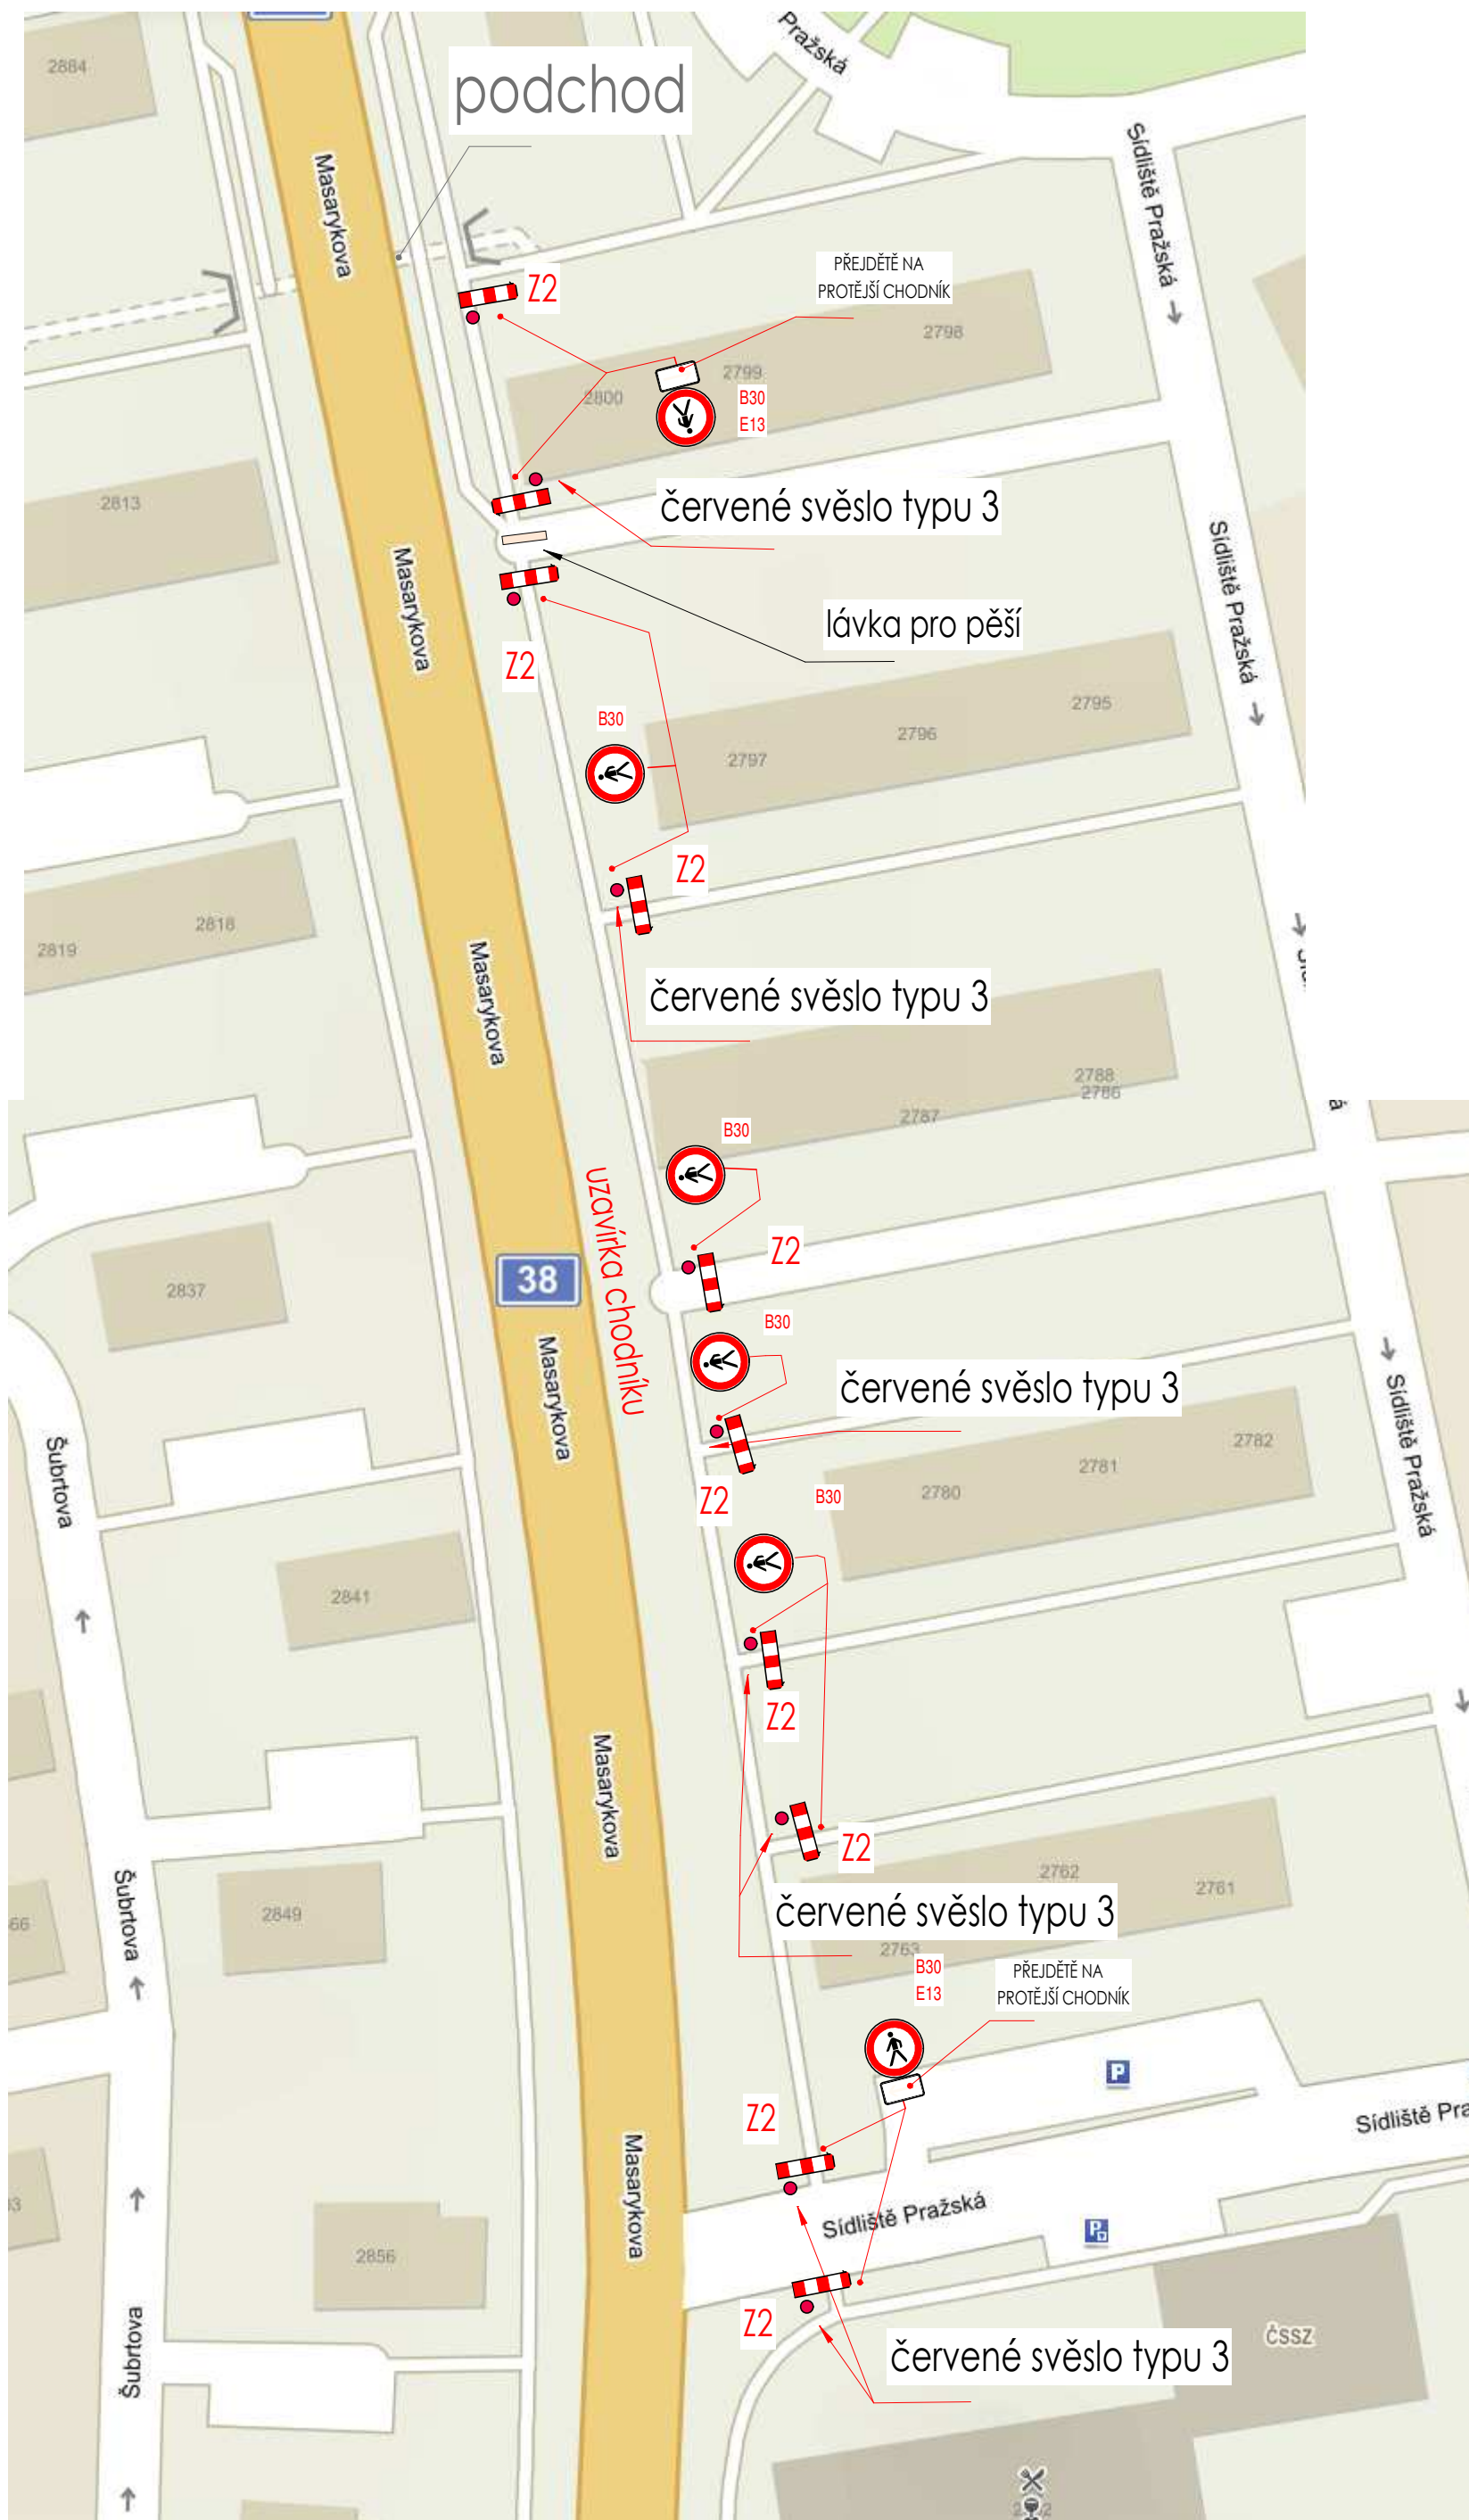 2884
podchod
Pražská
Masarykova
Sídliště Pražská
Z2
PŘEJDĚTĚ NA
PROTĚJŠÍ CHODNÍK
2798
2799
2800
B30
E13
2813
červené svěslo typu 3
Sídliště Pražská
Masarykova
lávka pro pěší
Z2
B30
2795
2796
2797
Z2
2818
2819
Masarykova
červené svěslo typu 3
2788
2786
2787
á
B30
uzavírka chodníku
Z2
38
2837
B30
Masarykova
červené svěslo typu 3
Sídliště Pražská
Šubrtova
2782
2781
2780
Z2
B30
2841
Z2
Masarykova
Z2
2762
2761
Šubrtova
2849
66
červené svěslo typu 3
2763
B30
E13
PŘEJDĚTĚ NA
PROTĚJŠÍ CHODNÍK
P
Z2
Sídliště Pra
Masarykova
Sídliště Pražská
P
2856
Z2
Šubrtova
ČSSZ
červené svěslo typu 3